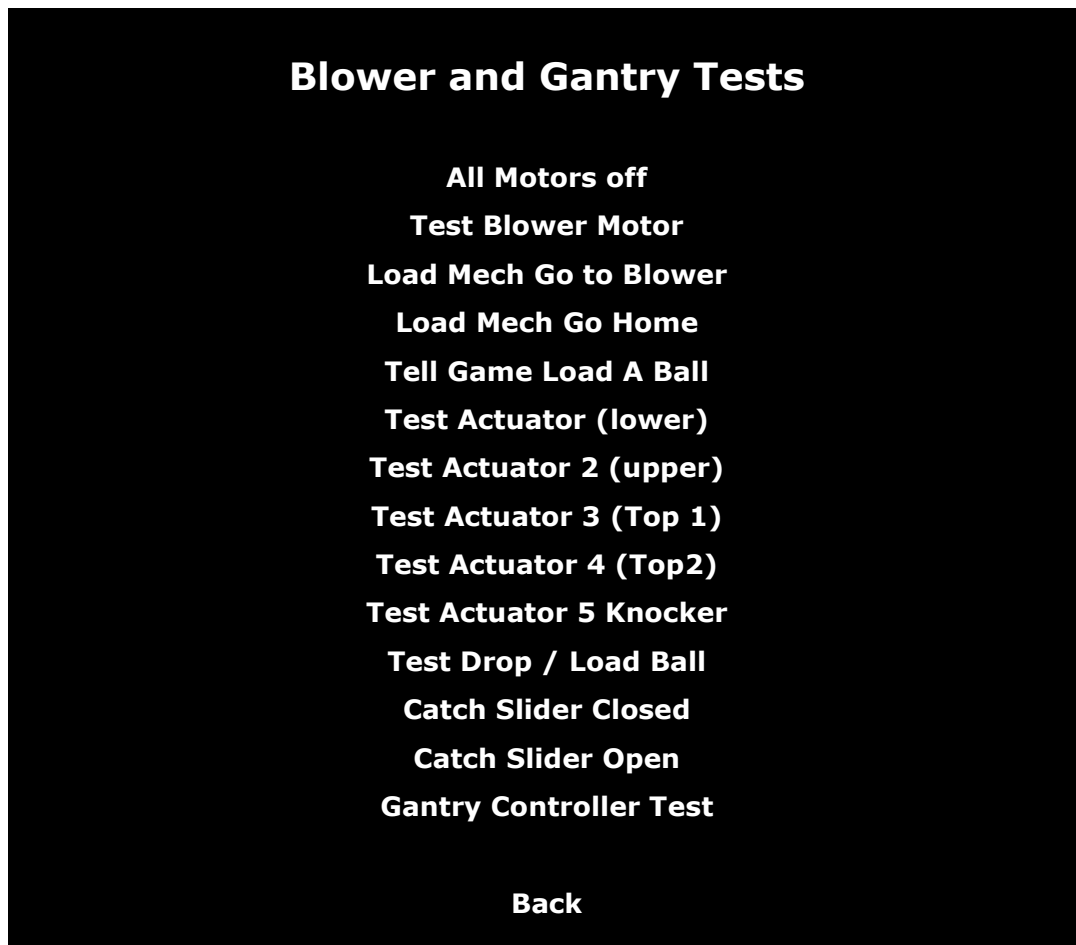 Blower and Gantry Tests
All Motors off
Test Blower Motor
Load Mech Go to Blower
Load Mech Go Home
Tell Game Load A Ball
Test Actuator (lower)
Test Actuator 2 (upper)
Test Actuator 3 (Top 1)
Test Actuator 4 (Top2)
Test Actuator 5 Knocker
Test Drop / Load Ball
Catch Slider Closed
Catch Slider Open
Gantry Controller Test
Back